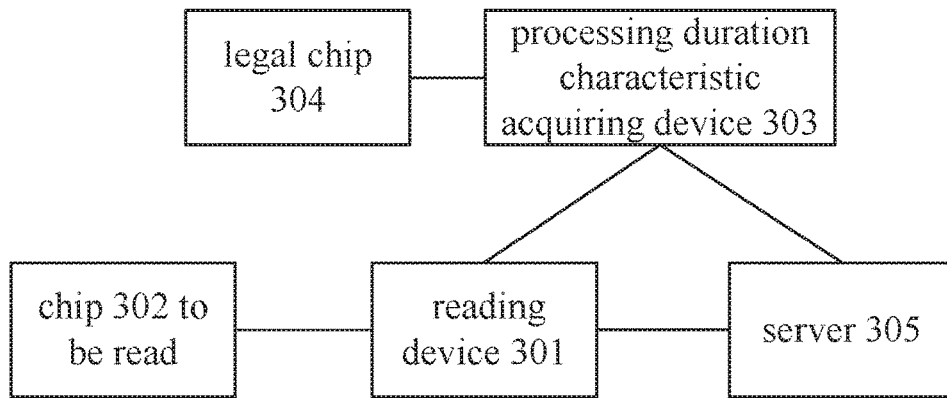 legal chip
304
processing duration
characteristic
acquiring device 303
chip 302 to
be read
reading
device 301
server 305